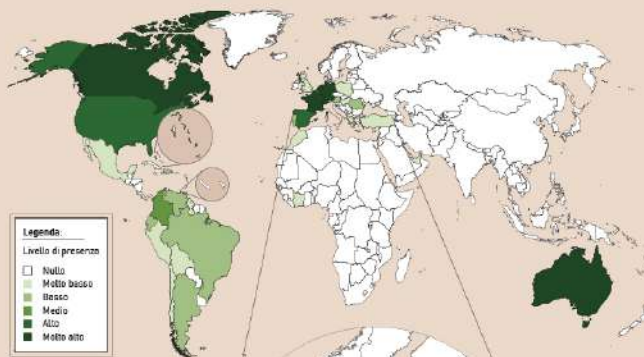 Legenda:
Livello di presenza
Nullo
Molto basso
Basso
Medio
Alto
Molto alto